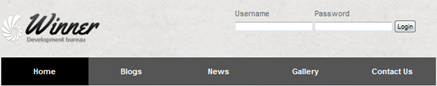 Winner
Development bureau
Username Password
Login
Home Blogs News Gallery Contact Us